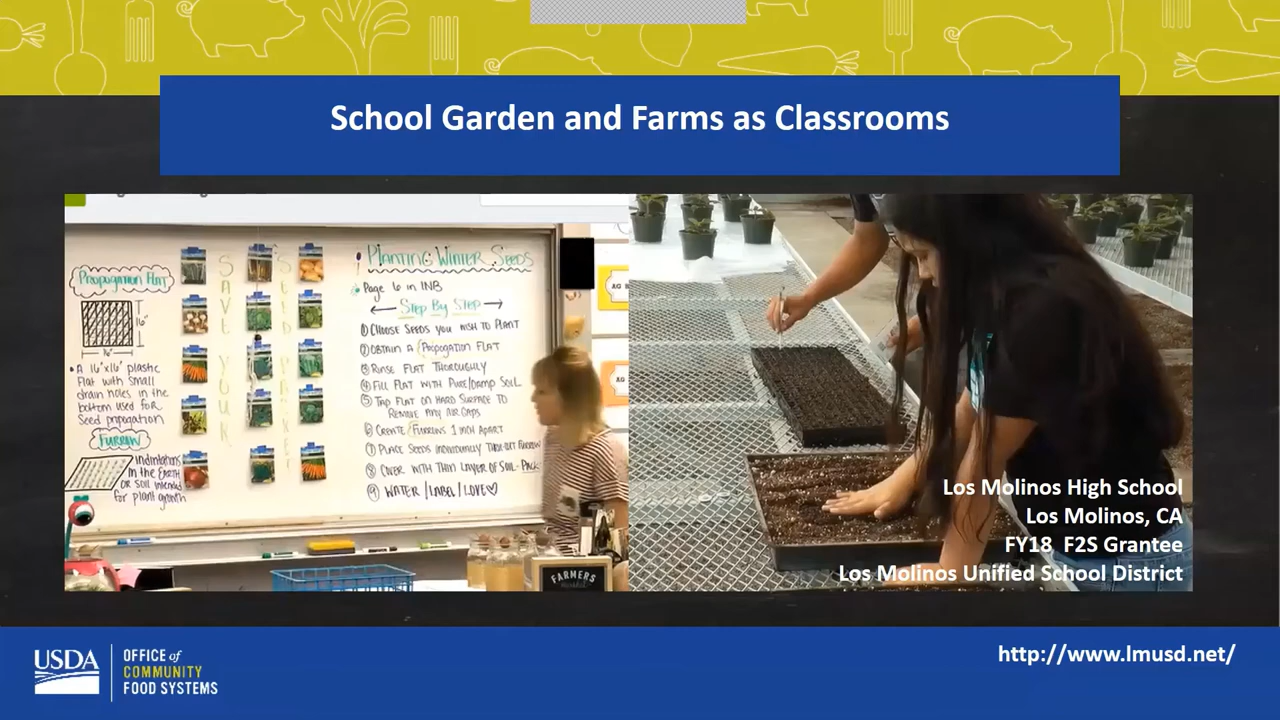 School Garden and Farms as Classrooms
Propogation Flat
16"
16"
• A 16"x16" plastic
Flat with small
drain holes in the
bottom used for
Seed propogation
FURROW
indintations
in the EARTH
OR soil intended
for plant growth
SAVE YOUR
SEED PACKET
PLANTING WINTER SEEDS
Page 6 in INB
← Step By Step →
① CHOOSE SEEDS YOU WISH TO PLANT
② OBTAIN A Propogation FLAT
③ RINSE FLAT THOROUGHLY
④ FILL FLAT WITH PURE/DAMP SOIL
⑤ TAP FLAT ON HARD SURFACE TO
REMOVE ANY AIR GAPS
⑥ CREATE FURROWS 1 INCH APART
⑦ PLACE SEEDS INDIVIDUALLY FURROW
⑧ COVER WITH THIN LAYER OF SOIL-PACK
⑨ WATER/LABEL/LOVE♡
AG
AG
FARMERS
Los Molinos High School
Los Molinos, CA
FY18 F2S Grantee
Los Molinos Unified School District
USDA
OFFICE of
COMMUNITY
FOOD SYSTEMS
http://www.lmusd.net/